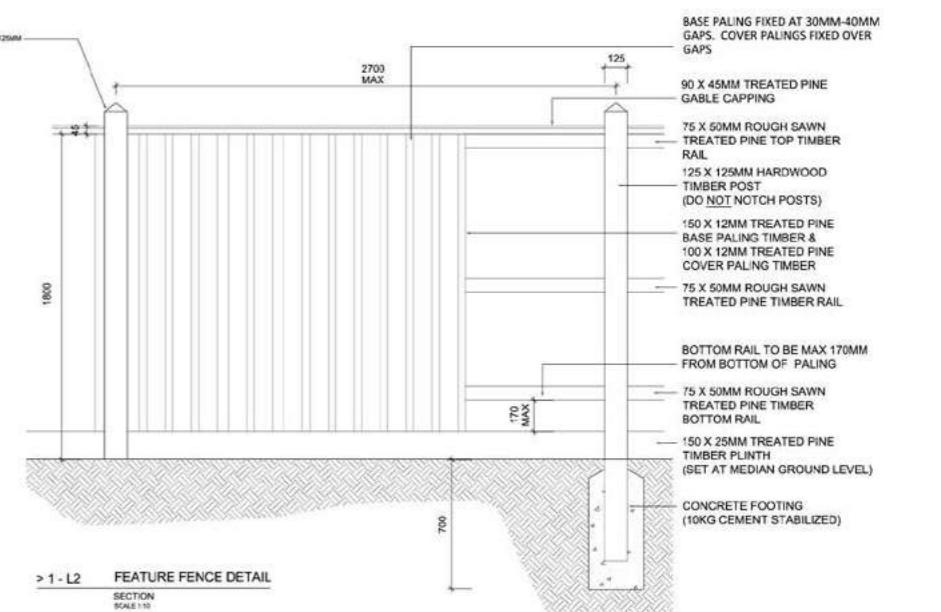 125MM
2700
MAX
125
45
1800
170
MAX
700
BASE PALING FIXED AT 30MM-40MM
GAPS. COVER PALINGS FIXED OVER
GAPS
90 X 45MM TREATED PINE
GABLE CAPPING
75 X 50MM ROUGH SAWN
TREATED PINE TOP TIMBER
RAIL
125 X 125MM HARDWOOD
TIMBER POST
(DO NOT NOTCH POSTS)
150 X 12MM TREATED PINE
BASE PALING TIMBER &
100 X 12MM TREATED PINE
COVER PALING TIMBER
75 X 50MM ROUGH SAWN
TREATED PINE TIMBER RAIL
BOTTOM RAIL TO BE MAX 170MM
FROM BOTTOM OF PALING
75 X 50MM ROUGH SAWN
TREATED PINE TIMBER
BOTTOM RAIL
150 X 25MM TREATED PINE
TIMBER PLINTH
(SET AT MEDIAN GROUND LEVEL)
CONCRETE FOOTING
(10KG CEMENT STABILIZED)
> 1 - L2 FEATURE FENCE DETAIL
SECTION
SCALE 1:10